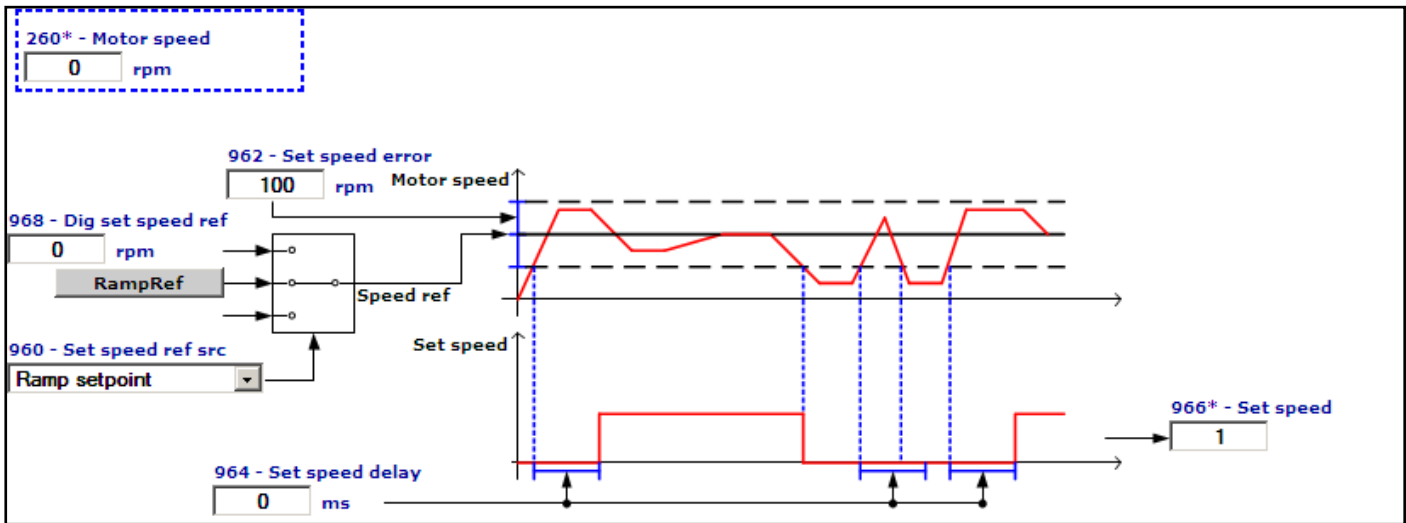 260* - Motor speed
0 rpm
962 - Set speed error
100 rpm
Motor speed
968 - Dig set speed ref
0 rpm
RampRef
Speed ref
960 - Set speed ref src
Ramp setpoint
Set speed
966* - Set speed
1
964 - Set speed delay
0 ms